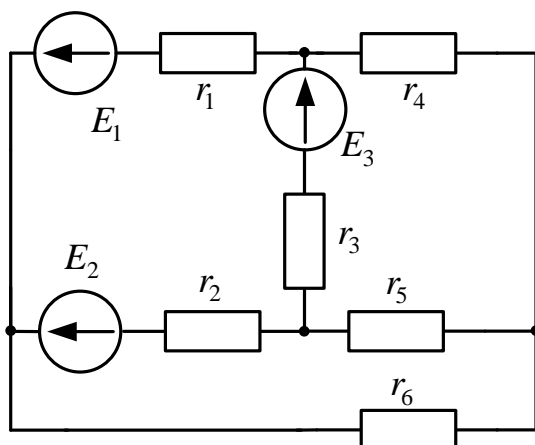 r₁
r₄
E₁
E₃
r₃
E₂
r₂
r₅
r₆